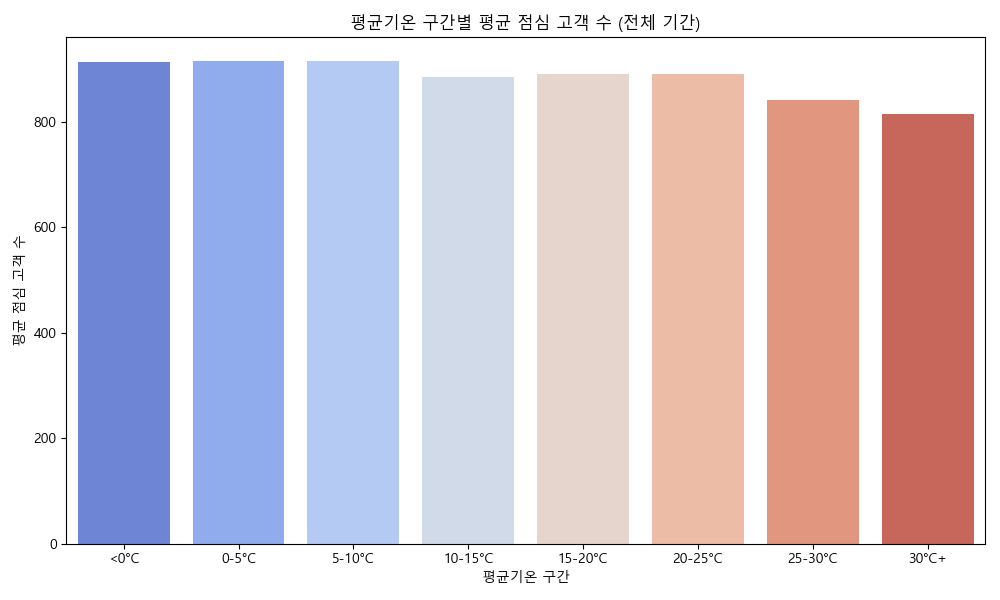 평균기온 구간별 평균 점심 고객 수 (전체 기간)
평균 점심 고객 수
800
600
400
200
0
<0°C
0-5°C
5-10°C
10-15°C
15-20°C
20-25°C
25-30°C
30°C+
평균기온 구간